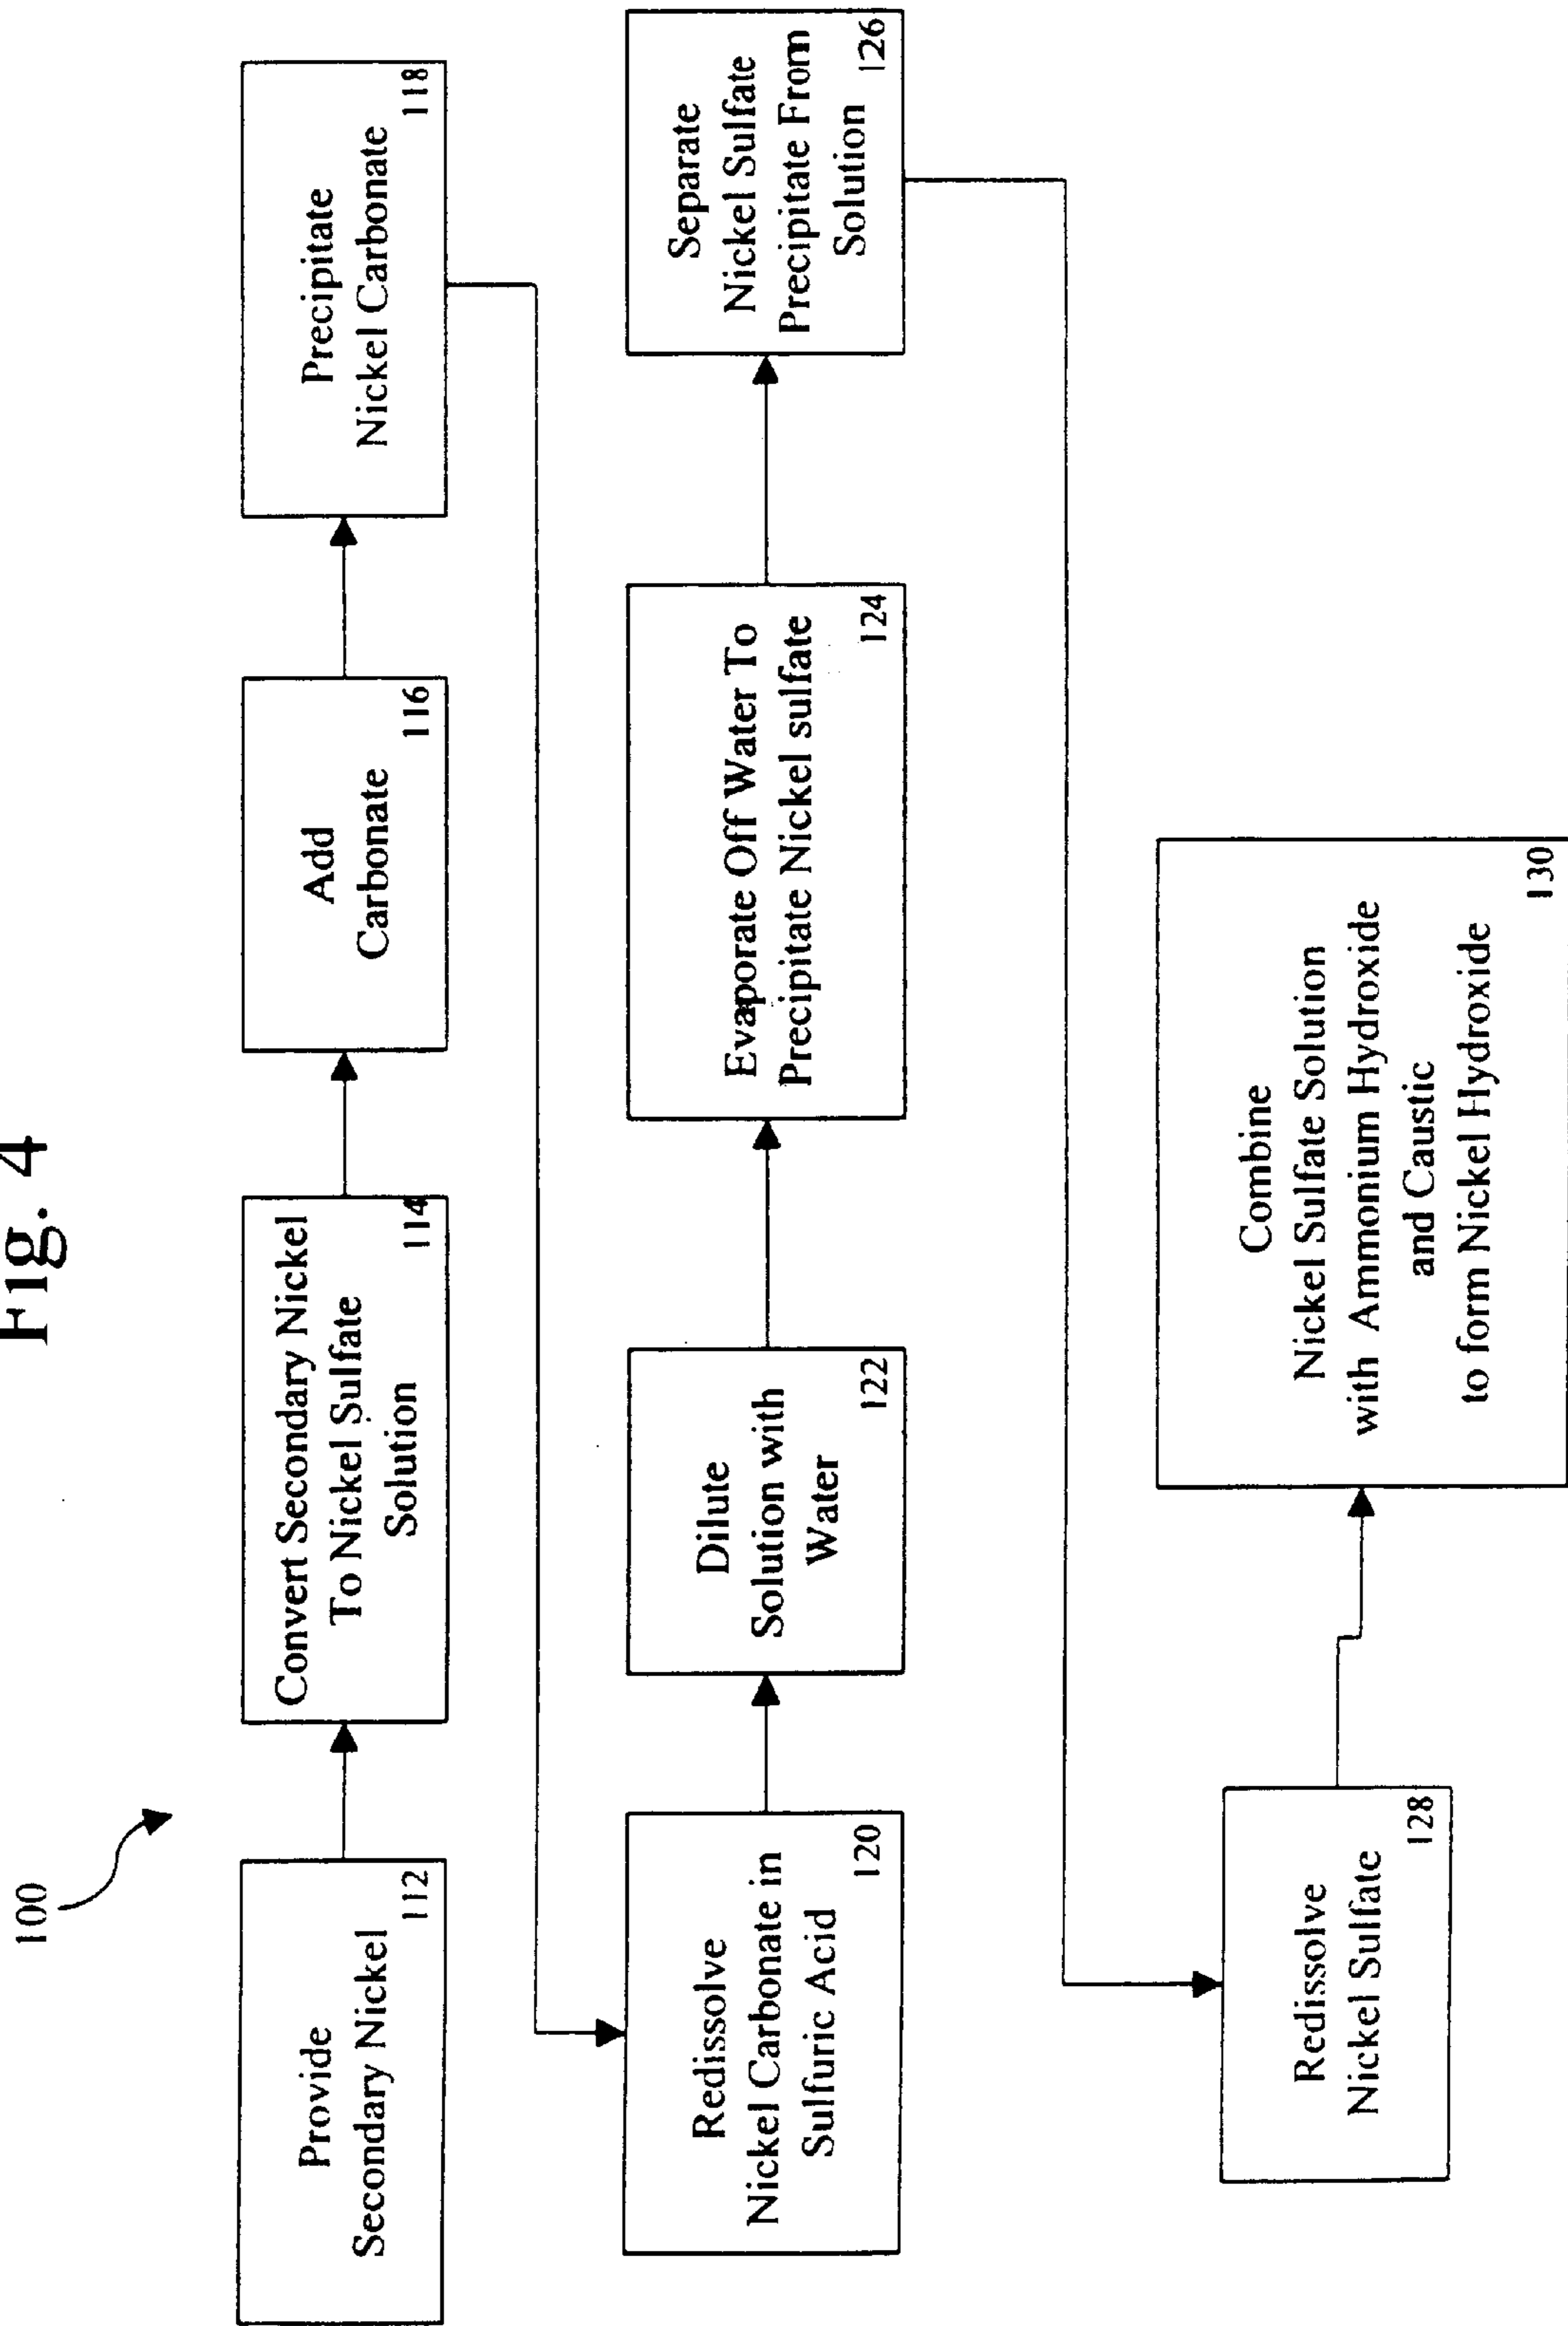 Fig. 4
100
Provide
Secondary Nickel
112
Convert Secondary Nickel
To Nickel Sulfate
Solution
114
Add
Carbonate
116
Precipitate
Nickel Carbonate
118
Redissolve
Nickel Carbonate in
Sulfuric Acid
120
Dilute
Solution with
Water
122
Evaporate Off Water To
Precipitate Nickel sulfate
124
Separate
Nickel Sulfate
Precipitate From
Solution
126
Redissolve
Nickel Sulfate
128
Combine
Nickel Sulfate Solution
with Ammonium Hydroxide
and Caustic
to form Nickel Hydroxide
130